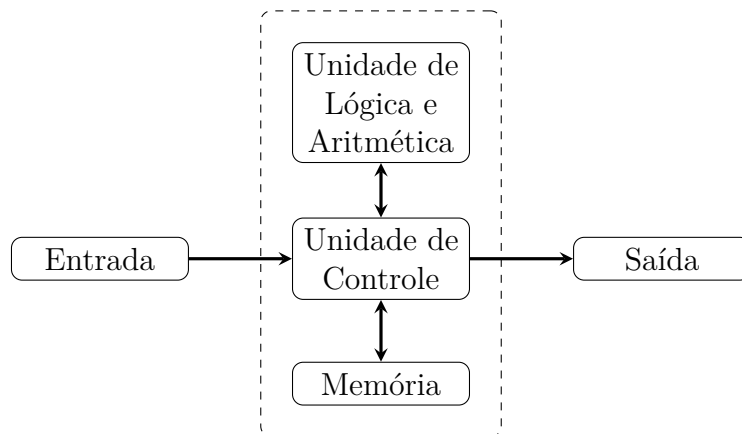 Unidade de
Lógica e
Aritmética
Entrada
Unidade de
Controle
Saída
Memória